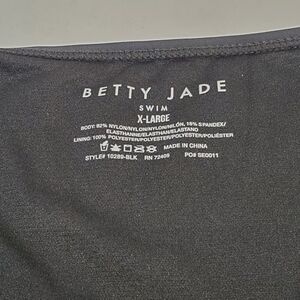 BETTY JADE
SWIM
X-LARGE
BODY: 82% NYLON/NYLON/NYLON/NILÓN, 18% SPANDEX/
ELASTHANNE/ELASTHAN/ELASTANO
LINING: 100% POLYESTER/POLYESTER/POLYESTER/POLIÉSTER
MADE IN CHINA
STYLE# 10289-BLK RN 72409 PO# SE0011